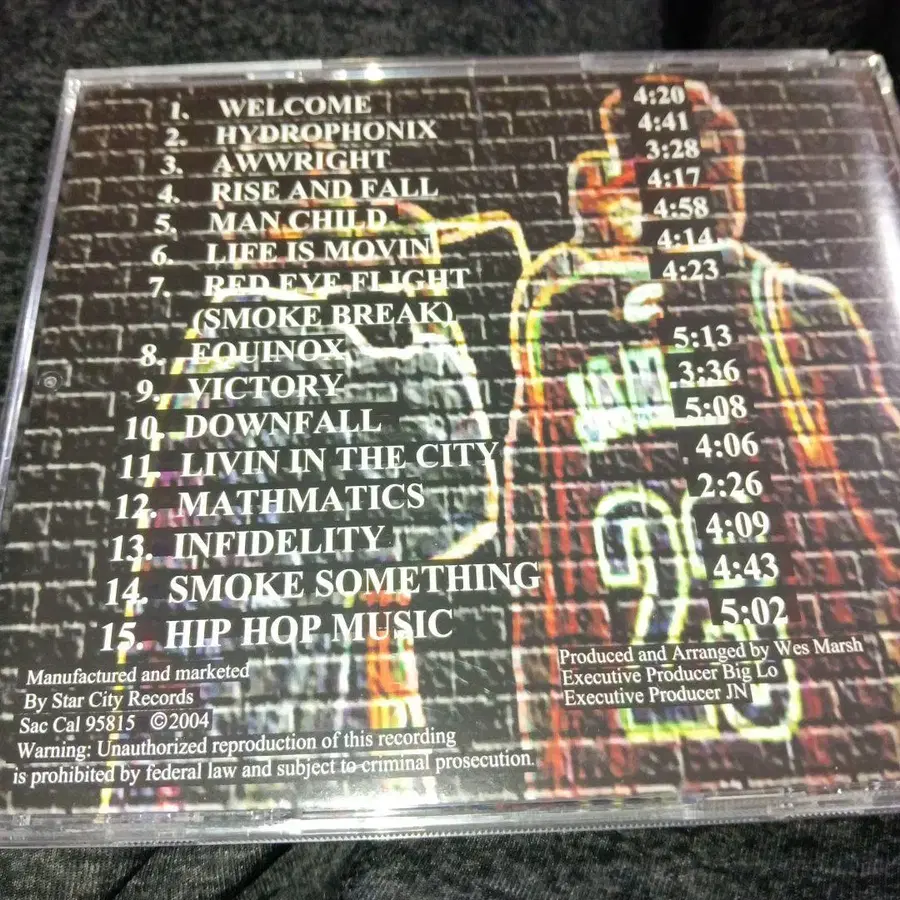 1. WELCOME 4:20
2. HYDROPHONIX 4:41
3. AWWRIGHT 3:28
4. RISE AND FALL 4:17
5. MAN CHILD 4:58
6. LIFE IS MOVIN 4:14
7. RED EYE FLIGHT 4:23
(SMOKE BREAK)
8. EQUINOX 5:13
9. VICTORY 3:36
10. DOWNFALL 5:08
11. LIVIN IN THE CITY 4:06
12. MATHMATICS 2:26
13. INFIDELITY 4:09
14. SMOKE SOMETHING 4:43
15. HIP HOP MUSIC 5:02
Manufactured and marketed
By Star City Records
Sac Cal 95815 ©2004
Warning: Unauthorized reproduction of this recording
is prohibited by federal law and subject to criminal prosecution.
Produced and Arranged by Wes Marsh
Executive Producer Big Lo
Executive Producer JN